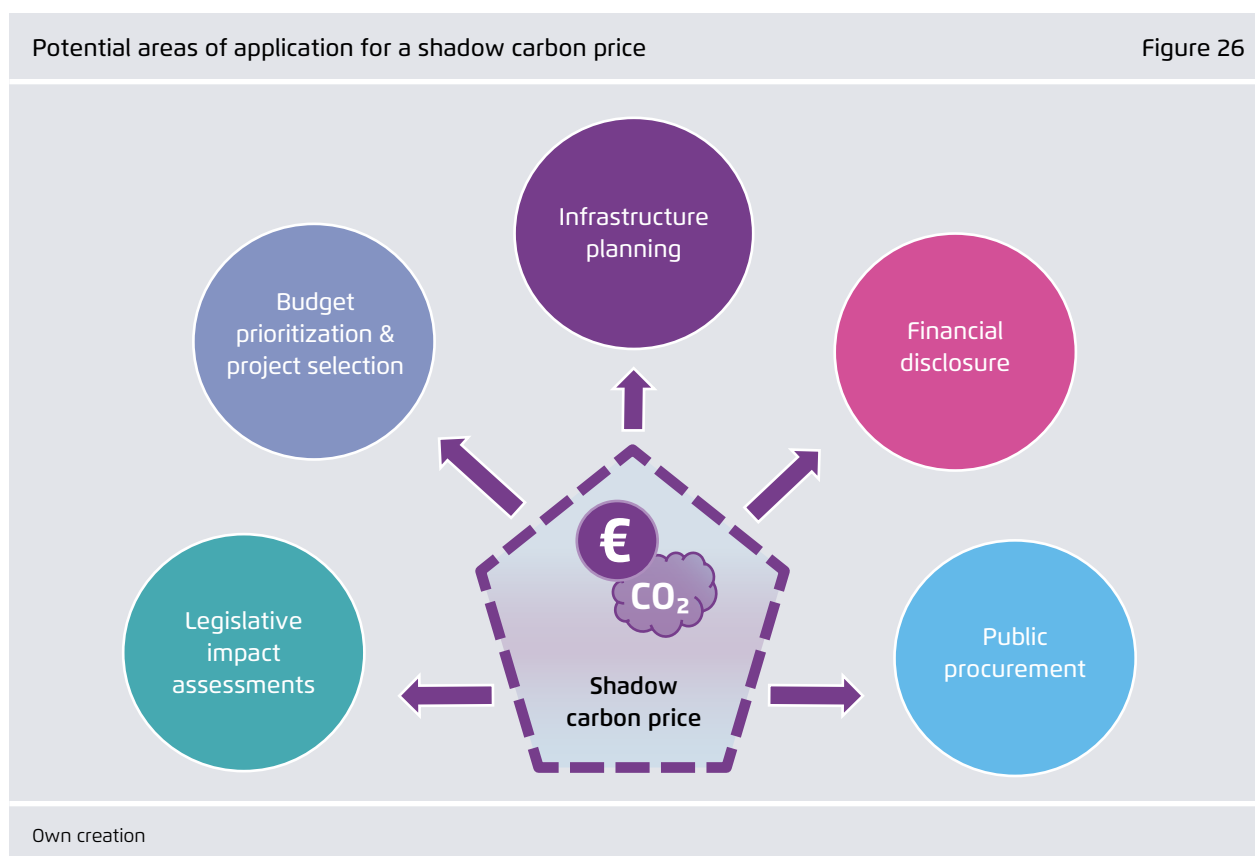 Potential areas of application for a shadow carbon price
Figure 26
Infrastructure
planning
Budget
prioritization &
project selection
Financial
disclosure
Legislative
impact
assessments
€
CO₂
Shadow
carbon price
Public
procurement
Own creation